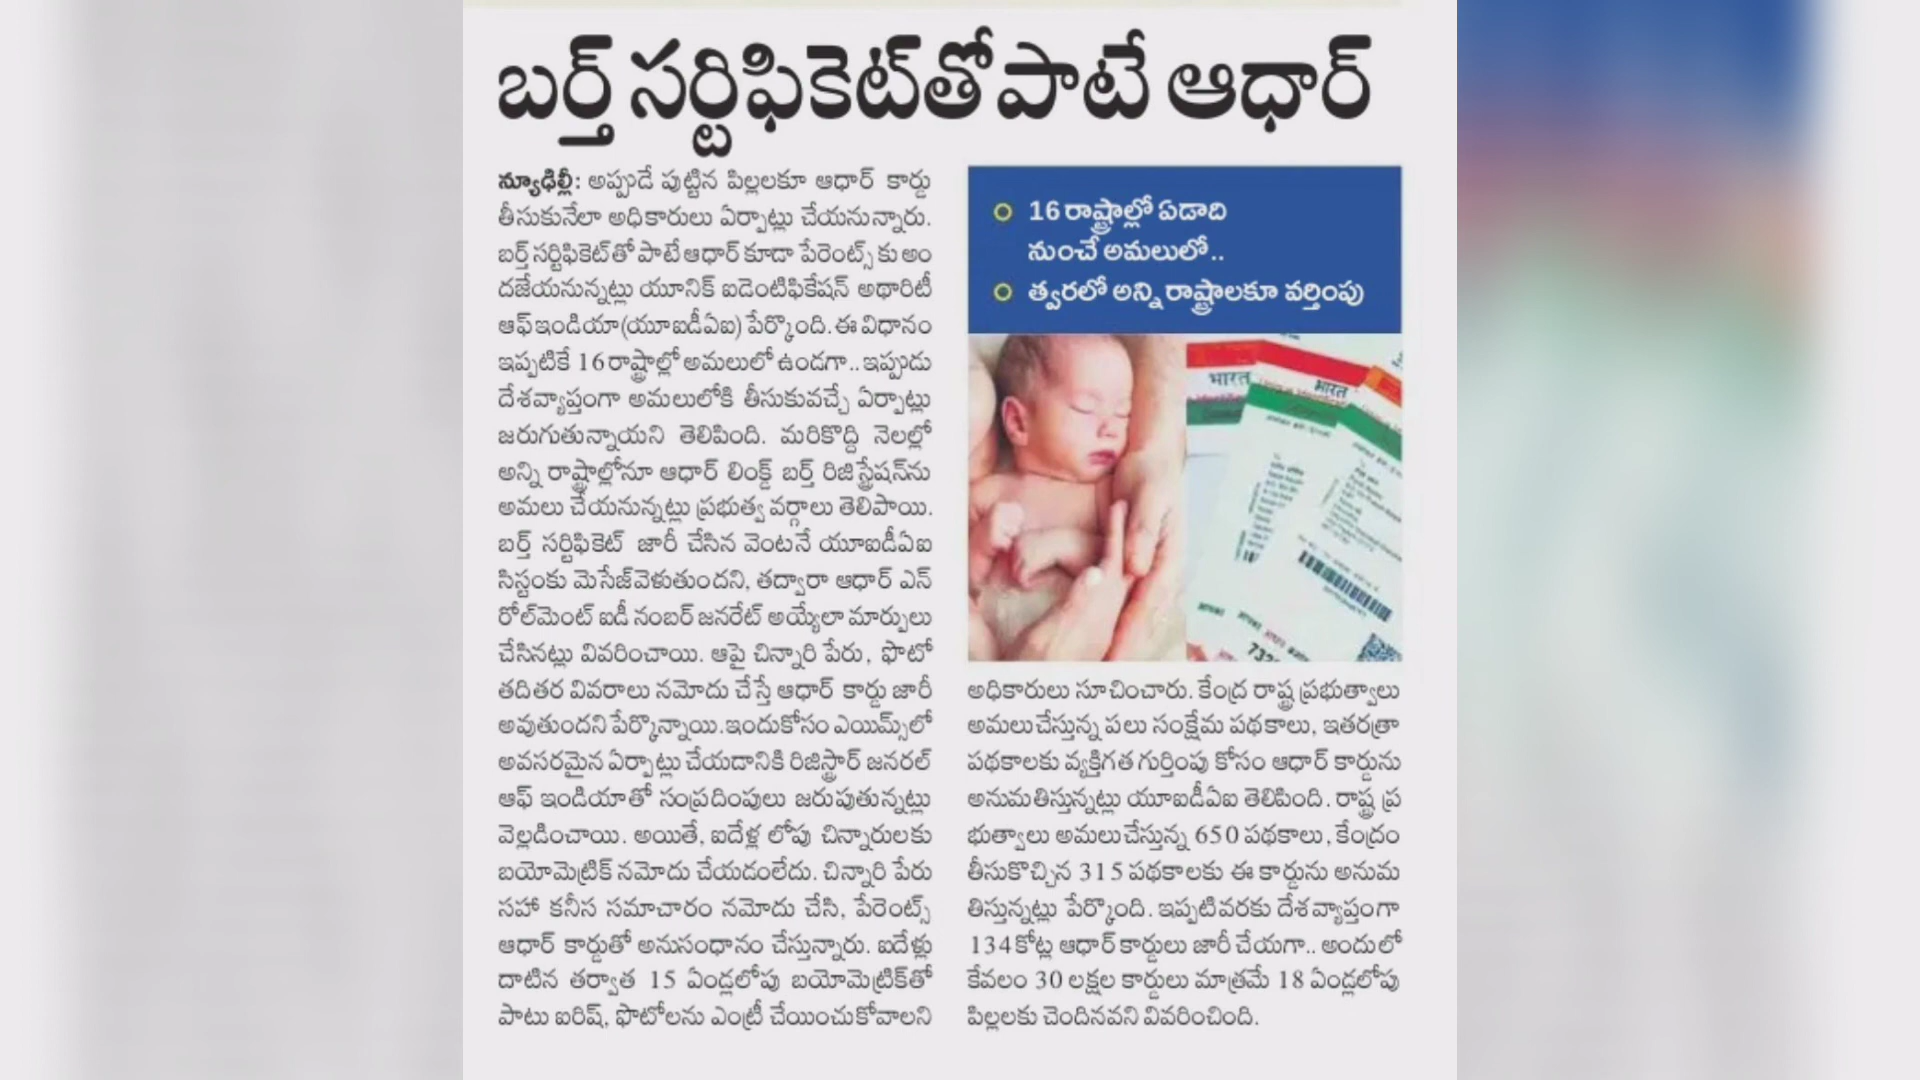 బర్త్ సర్టిఫికెట్‌తో పాటే ఆధార్
న్యూఢిల్లీ: అప్పుడే పుట్టిన పిల్లలకూ ఆధార్ కార్డు
తీసుకునేలా అధికారులు ఏర్పాట్లు చేయనున్నారు.
బర్త్ సర్టిఫికెట్‌తో పాటే ఆధార్ కూడా పేరెంట్స్ కు అం
దజేయనున్నట్లు యూనిక్ ఐడెంటిఫికేషన్ అథారిటీ
ఆఫ్ ఇండియా(యూఐడీఏఐ) పేర్కొంది. ఈ విధానం
ఇప్పటికే 16 రాష్ట్రాల్లో అమలులో ఉండగా.. ఇప్పుడు
దేశవ్యాప్తంగా అమలులోకి తీసుకువచ్చే ఏర్పాట్లు
జరుగుతున్నాయని తెలిపింది. మరికొద్ది నెలల్లో
అన్ని రాష్ట్రాల్లోనూ ఆధార్ లింక్డ్ బర్త్ రిజిస్ట్రేషన్‌ను
అమలు చేయనున్నట్లు ప్రభుత్వ వర్గాలు తెలిపాయి.
బర్త్ సర్టిఫికెట్ జారీ చేసిన వెంటనే యూఐడీఏఐ
సిస్టంకు మెసేజ్‌వెళుతుందని, తద్వారా ఆధార్ ఎన్
రోల్‌మెంట్ ఐడీ నంబర్ జనరేట్ అయ్యేలా మార్పులు
చేసినట్లు వివరించాయి. ఆపై చిన్నారి పేరు, ఫొటో
తదితర వివరాలు నమోదు చేస్తే ఆధార్ కార్డు జారీ
అవుతుందని పేర్కొన్నాయి. ఇందుకోసం ఎయిమ్స్‌లో
అవసరమైన ఏర్పాట్లు చేయడానికి రిజిస్ట్రార్ జనరల్
ఆఫ్ ఇండియాతో సంప్రదింపులు జరుపుతున్నట్లు
వెల్లడించాయి. అయితే, ఐదేళ్ల లోపు చిన్నారులకు
బయోమెట్రిక్ నమోదు చేయడంలేదు. చిన్నారి పేరు
సహా కనీస సమాచారం నమోదు చేసి, పేరెంట్స్
ఆధార్ కార్డుతో అనుసంధానం చేస్తున్నారు. ఐదేళ్లు
దాటిన తర్వాత 15 ఏండ్లలోపు బయోమెట్రిక్‌తో
పాటు ఐరిష్, ఫొటోలను ఎంట్రీ చేయించుకోవాలని
16 రాష్ట్రాల్లో ఏడాది
నుంచే అమలులో..
త్వరలో అన్ని రాష్ట్రాలకూ వర్తింపు
भारत
भारत
అధికారులు సూచించారు. కేంద్ర రాష్ట్ర ప్రభుత్వాలు
అమలుచేస్తున్న పలు సంక్షేమ పథకాలు, ఇతరత్రా
పథకాలకు వ్యక్తిగత గుర్తింపు కోసం ఆధార్ కార్డును
అనుమతిస్తున్నట్లు యూఐడీఏఐ తెలిపింది. రాష్ట్ర ప్ర
భుత్వాలు అమలుచేస్తున్న 650 పథకాలు, కేంద్రం
తీసుకొచ్చిన 315 పథకాలకు ఈ కార్డును అనుమ
తిస్తున్నట్లు పేర్కొంది. ఇప్పటివరకు దేశవ్యాప్తంగా
134 కోట్ల ఆధార్ కార్డులు జారీ చేయగా.. అందులో
కేవలం 30 లక్షల కార్డులు మాత్రమే 18 ఏండ్లలోపు
పిల్లలకు చెందినవని వివరించింది.